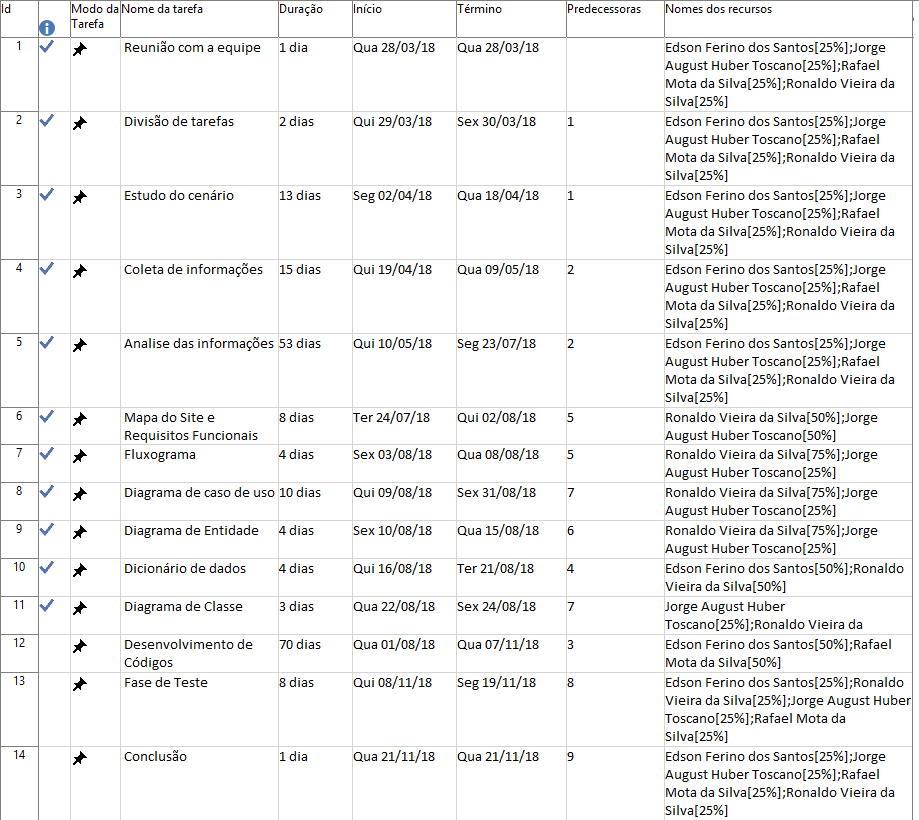 Id Modo da Tarefa Nome da tarefa Duração Início Término Predecessoras Nomes dos recursos
1 Reunião com a equipe 1 dia Qua 28/03/18 Qua 28/03/18 Edson Ferino dos Santos[25%];Jorge
August Huber Toscano[25%];Rafael
Mota da Silva[25%];Ronaldo Vieira da
Silva[25%]
2 Divisão de tarefas 2 dias Qui 29/03/18 Sex 30/03/18 1 Edson Ferino dos Santos[25%];Jorge
August Huber Toscano[25%];Rafael
Mota da Silva[25%];Ronaldo Vieira da
Silva[25%]
3 Estudo do cenário 13 dias Seg 02/04/18 Qua 18/04/18 1 Edson Ferino dos Santos[25%];Jorge
August Huber Toscano[25%];Rafael
Mota da Silva[25%];Ronaldo Vieira da
Silva[25%]
4 Coleta de informações 15 dias Qui 19/04/18 Qua 09/05/18 2 Edson Ferino dos Santos[25%];Jorge
August Huber Toscano[25%];Rafael
Mota da Silva[25%];Ronaldo Vieira da
Silva[25%]
5 Analise das informações 53 dias Qui 10/05/18 Seg 23/07/18 2 Edson Ferino dos Santos[25%];Jorge
August Huber Toscano[25%];Rafael
Mota da Silva[25%];Ronaldo Vieira da
Silva[25%]
6 Mapa do Site e 8 dias Ter 24/07/18 Qui 02/08/18 5 Ronaldo Vieira da Silva[50%];Jorge
Requisitos Funcionais August Huber Toscano[50%]
7 Fluxograma 4 dias Sex 03/08/18 Qua 08/08/18 5 Ronaldo Vieira da Silva[75%];Jorge
August Huber Toscano[25%]
8 Diagrama de caso de uso 10 dias Qui 09/08/18 Sex 31/08/18 7 Ronaldo Vieira da Silva[75%];Jorge
August Huber Toscano[25%]
9 Diagrama de Entidade 4 dias Sex 10/08/18 Qua 15/08/18 6 Ronaldo Vieira da Silva[75%];Jorge
August Huber Toscano[25%]
10 Dicionário de dados 4 dias Qui 16/08/18 Ter 21/08/18 4 Edson Ferino dos Santos[50%];Ronaldo
Vieira da Silva[50%]
11 Diagrama de Classe 3 dias Qua 22/08/18 Sex 24/08/18 7 Jorge August Huber
Toscano[25%];Ronaldo Vieira da
12 Desenvolvimento de 70 dias Qua 01/08/18 Qua 07/11/18 3 Edson Ferino dos Santos[50%];Rafael
Códigos Mota da Silva[50%]
13 Fase de Teste 8 dias Qui 08/11/18 Seg 19/11/18 8 Edson Ferino dos Santos[25%];Ronaldo
Vieira da Silva[25%];Jorge August Huber
Toscano[25%];Rafael Mota da
Silva[25%]
14 Conclusão 1 dia Qua 21/11/18 Qua 21/11/18 9 Edson Ferino dos Santos[25%];Jorge
August Huber Toscano[25%];Rafael
Mota da Silva[25%];Ronaldo Vieira da
Silva[25%]